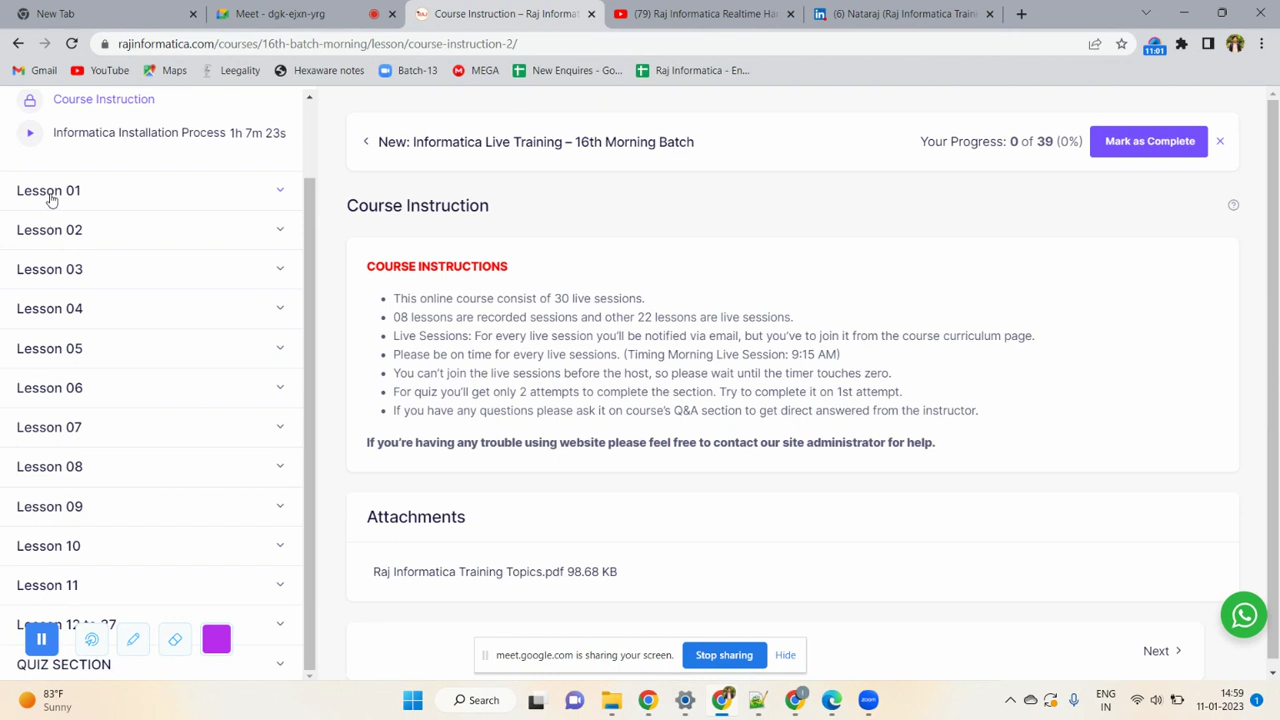 New Tab
Meet - dgk-ejxn-yrg
Course Instruction – Raj Informat
(79) Raj Informatica Realtime Har
(6) Nataraj (Raj Informatica Traini
rajinformatica.com/courses/16th-batch-morning/lesson/course-instruction-2/
11:01
Gmail
YouTube
Maps
Leegality
Hexaware notes
Batch-13
MEGA
New Enquires - Go...
Raj Informatica - En...
Course Instruction
Informatica Installation Process 1h 7m 23s
Lesson 01
Lesson 02
Lesson 03
Lesson 04
Lesson 05
Lesson 06
Lesson 07
Lesson 08
Lesson 09
Lesson 10
Lesson 11
Lesson 12 to 27
QUIZ SECTION
New: Informatica Live Training – 16th Morning Batch
Your Progress: 0 of 39 (0%)
Mark as Complete
Course Instruction
COURSE INSTRUCTIONS
• This online course consist of 30 live sessions.
• 08 lessons are recorded sessions and other 22 lessons are live sessions.
• Live Sessions: For every live session you'll be notified via email, but you've to join it from the course curriculum page.
• Please be on time for every live sessions. (Timing Morning Live Session: 9:15 AM)
• You can't join the live sessions before the host, so please wait until the timer touches zero.
• For quiz you'll get only 2 attempts to complete the section. Try to complete it on 1st attempt.
• If you have any questions please ask it on course's Q&A section to get direct answered from the instructor.
If you're having any trouble using website please feel free to contact our site administrator for help.
Attachments
Raj Informatica Training Topics.pdf 98.68 KB
Next
meet.google.com is sharing your screen.
Stop sharing
Hide
83°F
Sunny
Search
ENG
IN
14:59
11-01-2023
1